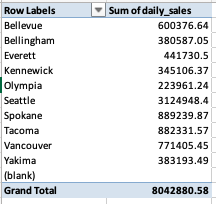 Row Labels Sum of daily_sales
Bellevue 600376.64
Bellingham 380587.05
Everett 441730.5
Kennewick 345106.37
Olympia 223961.24
Seattle 3124948.4
Spokane 889239.87
Tacoma 882331.57
Vancouver 771405.45
Yakima 383193.49
(blank)
Grand Total 8042880.58